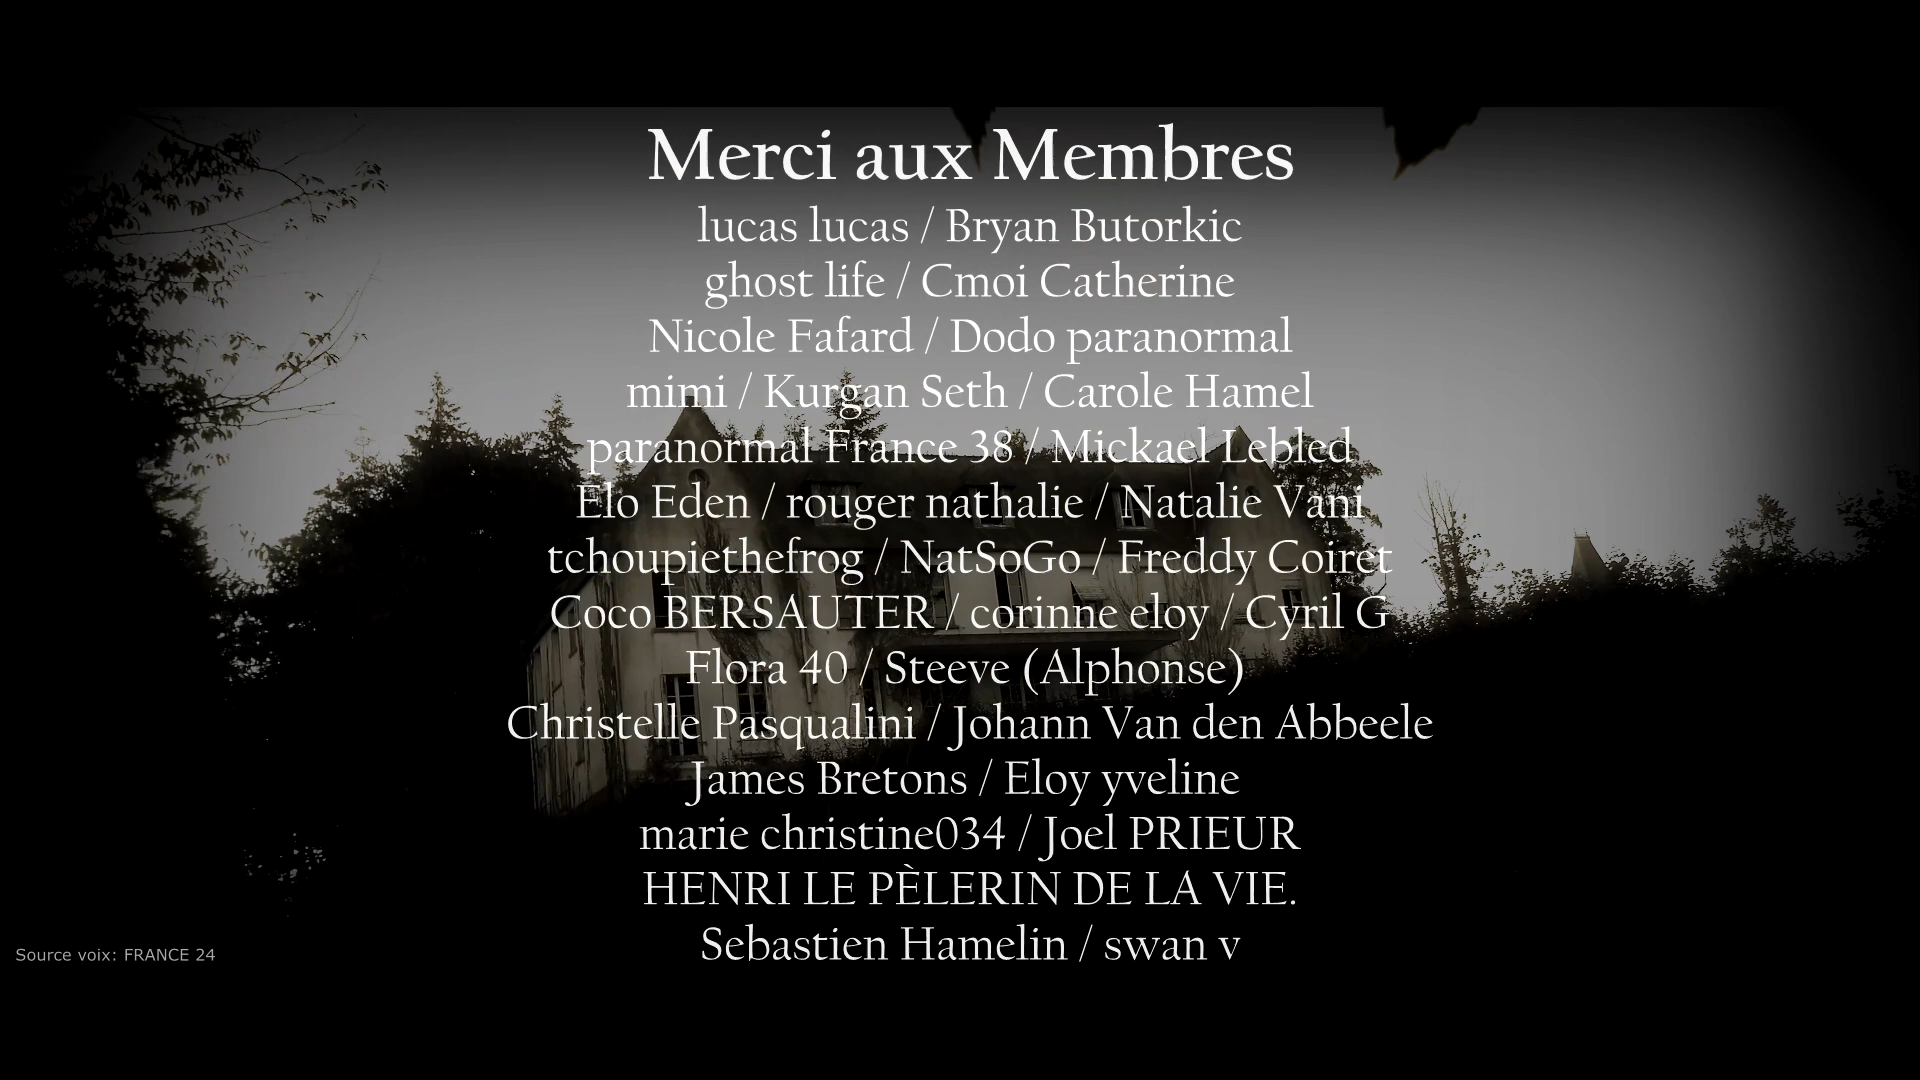 Merci aux Membres
lucas lucas / Bryan Butorkic
ghost life / Cmoi Catherine
Nicole Fafard / Dodo paranormal
mimi / Kurgan Seth / Carole Hamel
paranormal France 38 / Mickael Lebled
Elo Eden / rouger nathalie / Natalie Vani
tchoupiethefrog / NatSoGo / Freddy Coiret
Coco BERSAUTER / corinne eloy / Cyril G
Flora 40 / Steeve (Alphonse)
Christelle Pasqualini / Johann Van den Abbeele
James Bretons / Eloy yveline
marie christine034 / Joel PRIEUR
HENRI LE PÈLERIN DE LA VIE.
Sebastien Hamelin / swan v
Source voix: FRANCE 24